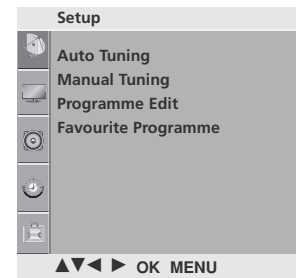 Setup
Auto Tuning
Manual Tuning
Programme Edit
Favourite Programme
▲▼◄ ► OK MENU